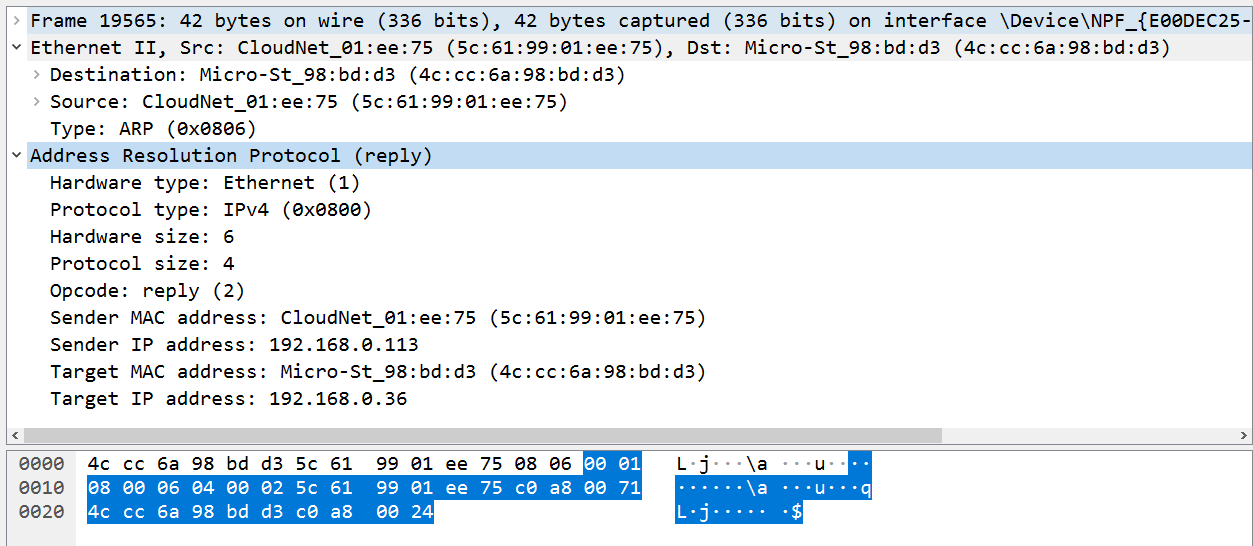 Frame 19565: 42 bytes on wire (336 bits), 42 bytes captured (336 bits) on interface \Device\NPF_{E00DEC25-
Ethernet II, Src: CloudNet_01:ee:75 (5c:61:99:01:ee:75), Dst: Micro-St_98:bd:d3 (4c:cc:6a:98:bd:d3)
Destination: Micro-St_98:bd:d3 (4c:cc:6a:98:bd:d3)
Source: CloudNet_01:ee:75 (5c:61:99:01:ee:75)
Type: ARP (0x0806)
Address Resolution Protocol (reply)
Hardware type: Ethernet (1)
Protocol type: IPv4 (0x0800)
Hardware size: 6
Protocol size: 4
Opcode: reply (2)
Sender MAC address: CloudNet_01:ee:75 (5c:61:99:01:ee:75)
Sender IP address: 192.168.0.113
Target MAC address: Micro-St_98:bd:d3 (4c:cc:6a:98:bd:d3)
Target IP address: 192.168.0.36
0000 4c cc 6a 98 bd d3 5c 61 99 01 ee 75 08 06 00 01 L·j···\a ···u····
0010 08 00 06 04 00 02 5c 61 99 01 ee 75 c0 a8 00 71 ······\a ···u···q
0020 4c cc 6a 98 bd d3 c0 a8 00 24 L·j····· ·$